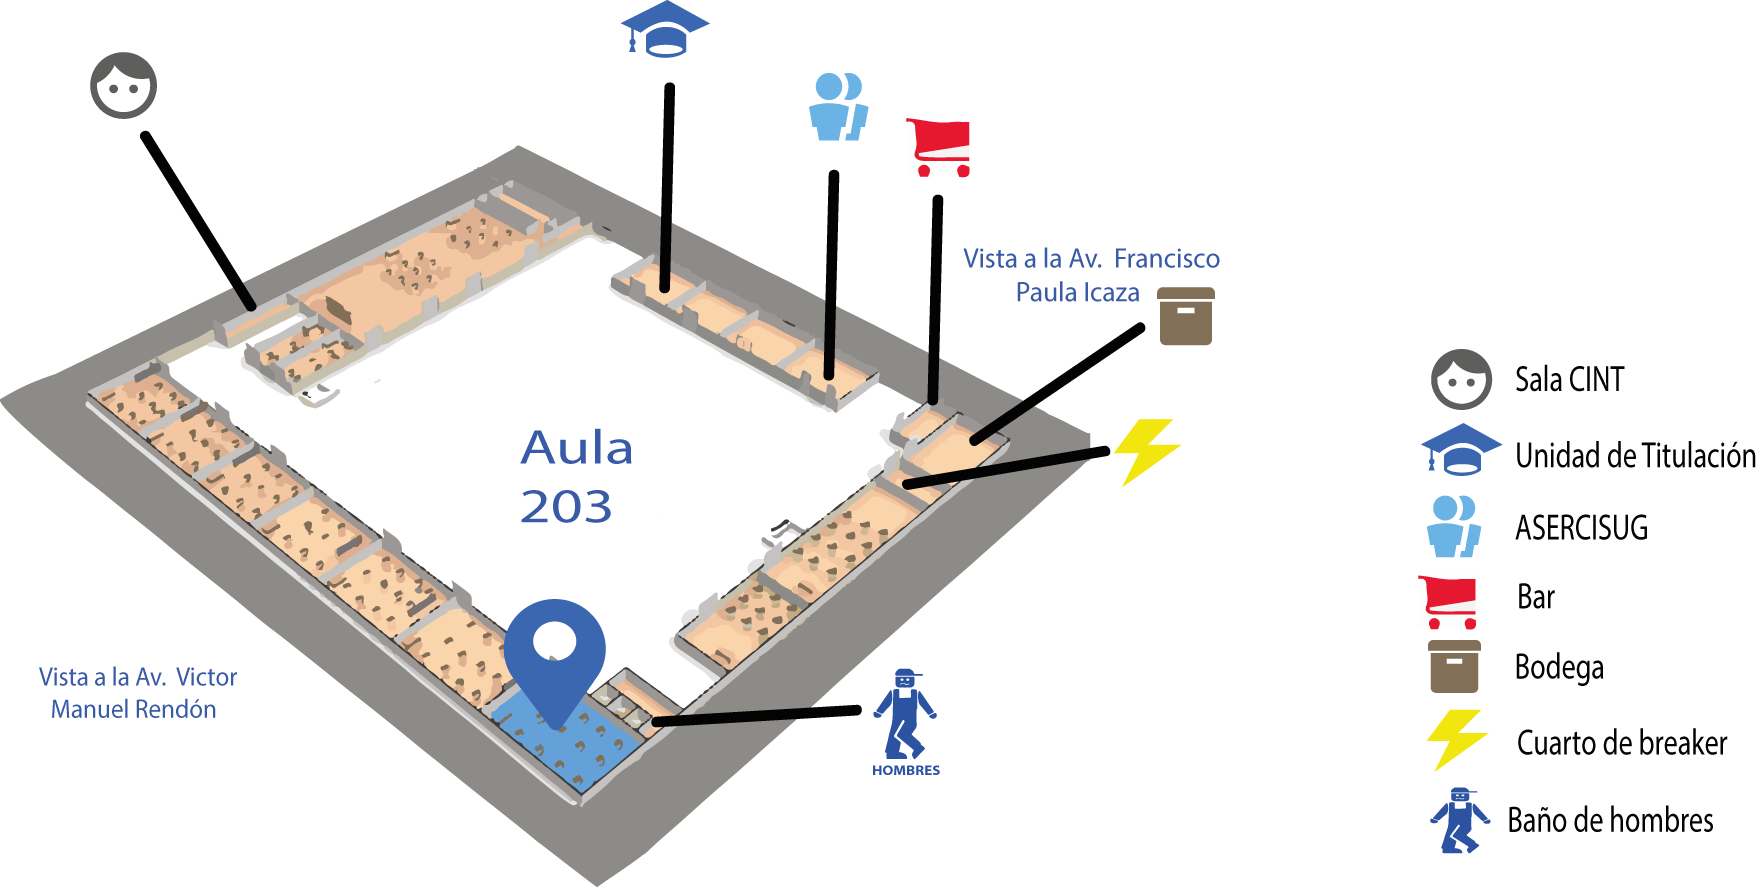 Vista a la Av. Francisco
Paula Icaza
Aula
203
Vista a la Av. Victor
Manuel Rendón
HOMBRES
Sala CINT
Unidad de Titulación
ASERCISUG
Bar
Bodega
Cuarto de breaker
Baño de hombres